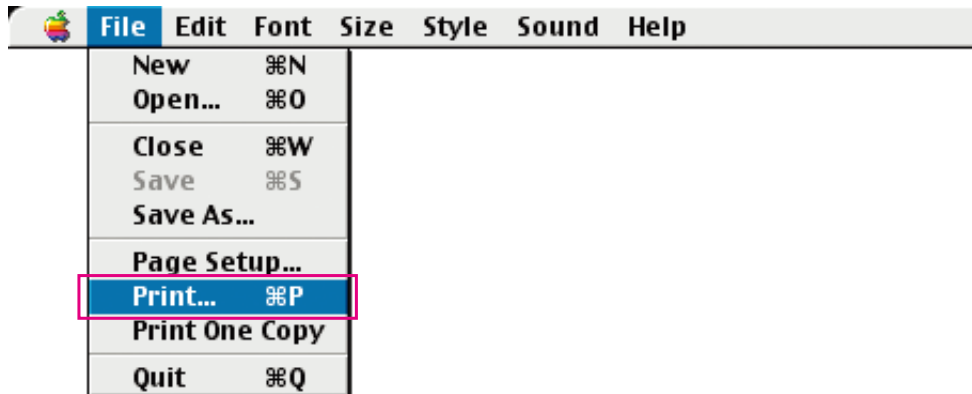 File Edit Font Size Style Sound Help
New ⌘N
Open... ⌘O
Close ⌘W
Save ⌘S
Save As...
Page Setup...
Print... ⌘P
Print One Copy
Quit ⌘Q